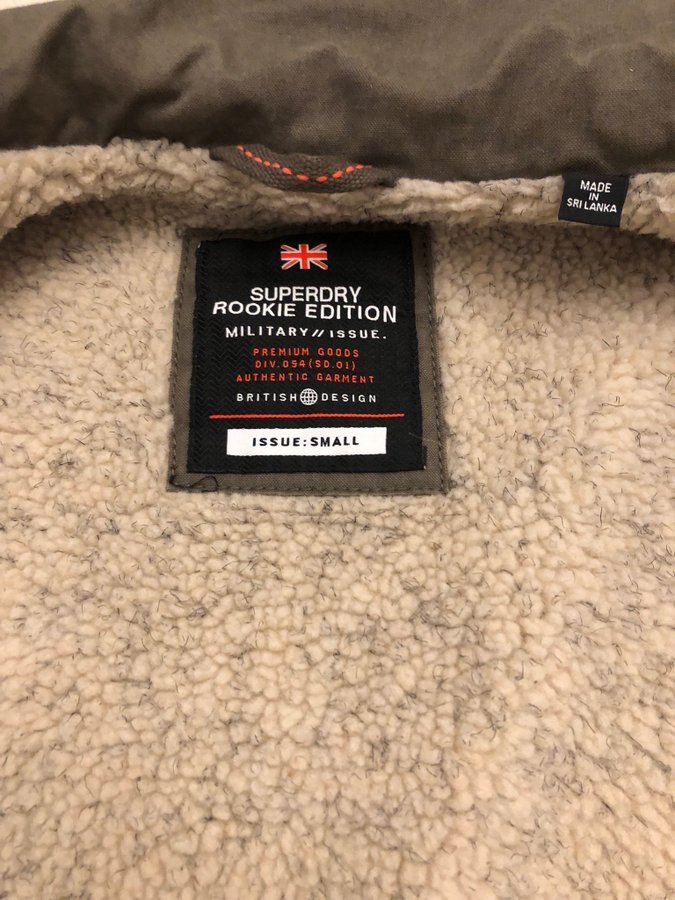 MADE
IN
SRI LANKA
SUPERDRY
ROOKIE EDITION
MILITARY // ISSUE.
PREMIUM GOODS
DIV.054(SD.01)
AUTHENTIC GARMENT
BRITISH DESIGN
ISSUE:SMALL